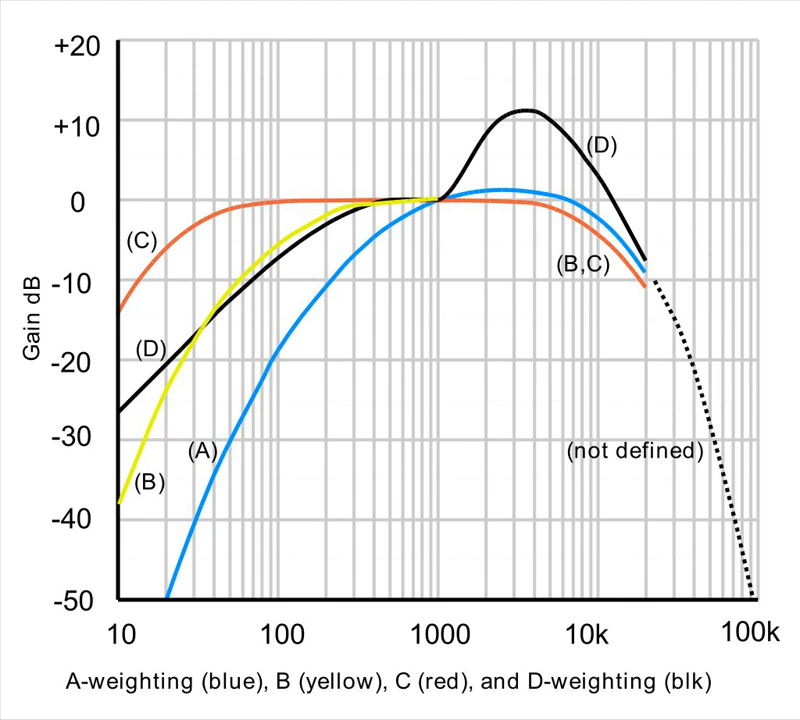 +20
+10
(D)
0
(C)
(B,C)
-10
Gain dB
(D)
-20
-30
(A)
(not defined)
(B)
-40
-50
10 100 1000 10k 100k
A-weighting (blue), B (yellow), C (red), and D-weighting (blk)